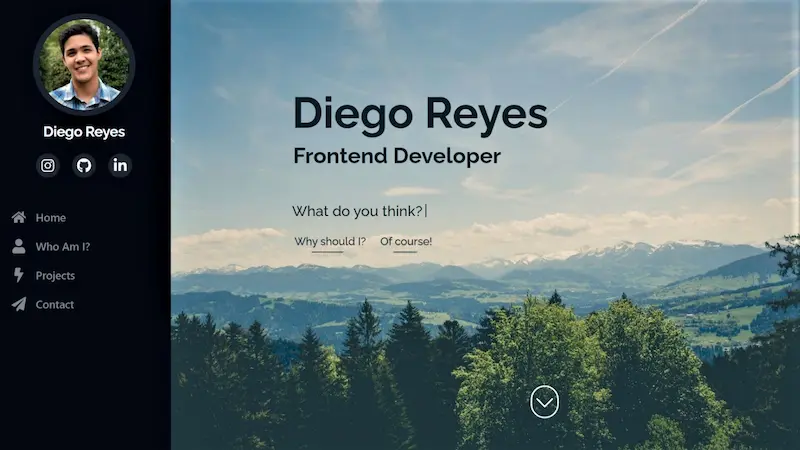 Diego Reyes
Home
Who Am I?
Projects
Contact
Diego Reyes
Frontend Developer
What do you think?
Why should I? Of course!